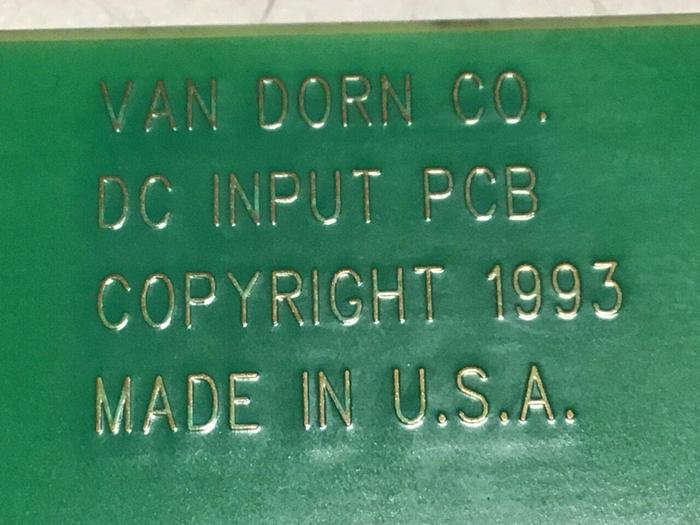 VAN DORN CO.
DC INPUT PCB
COPYRIGHT 1993
MADE IN U.S.A.